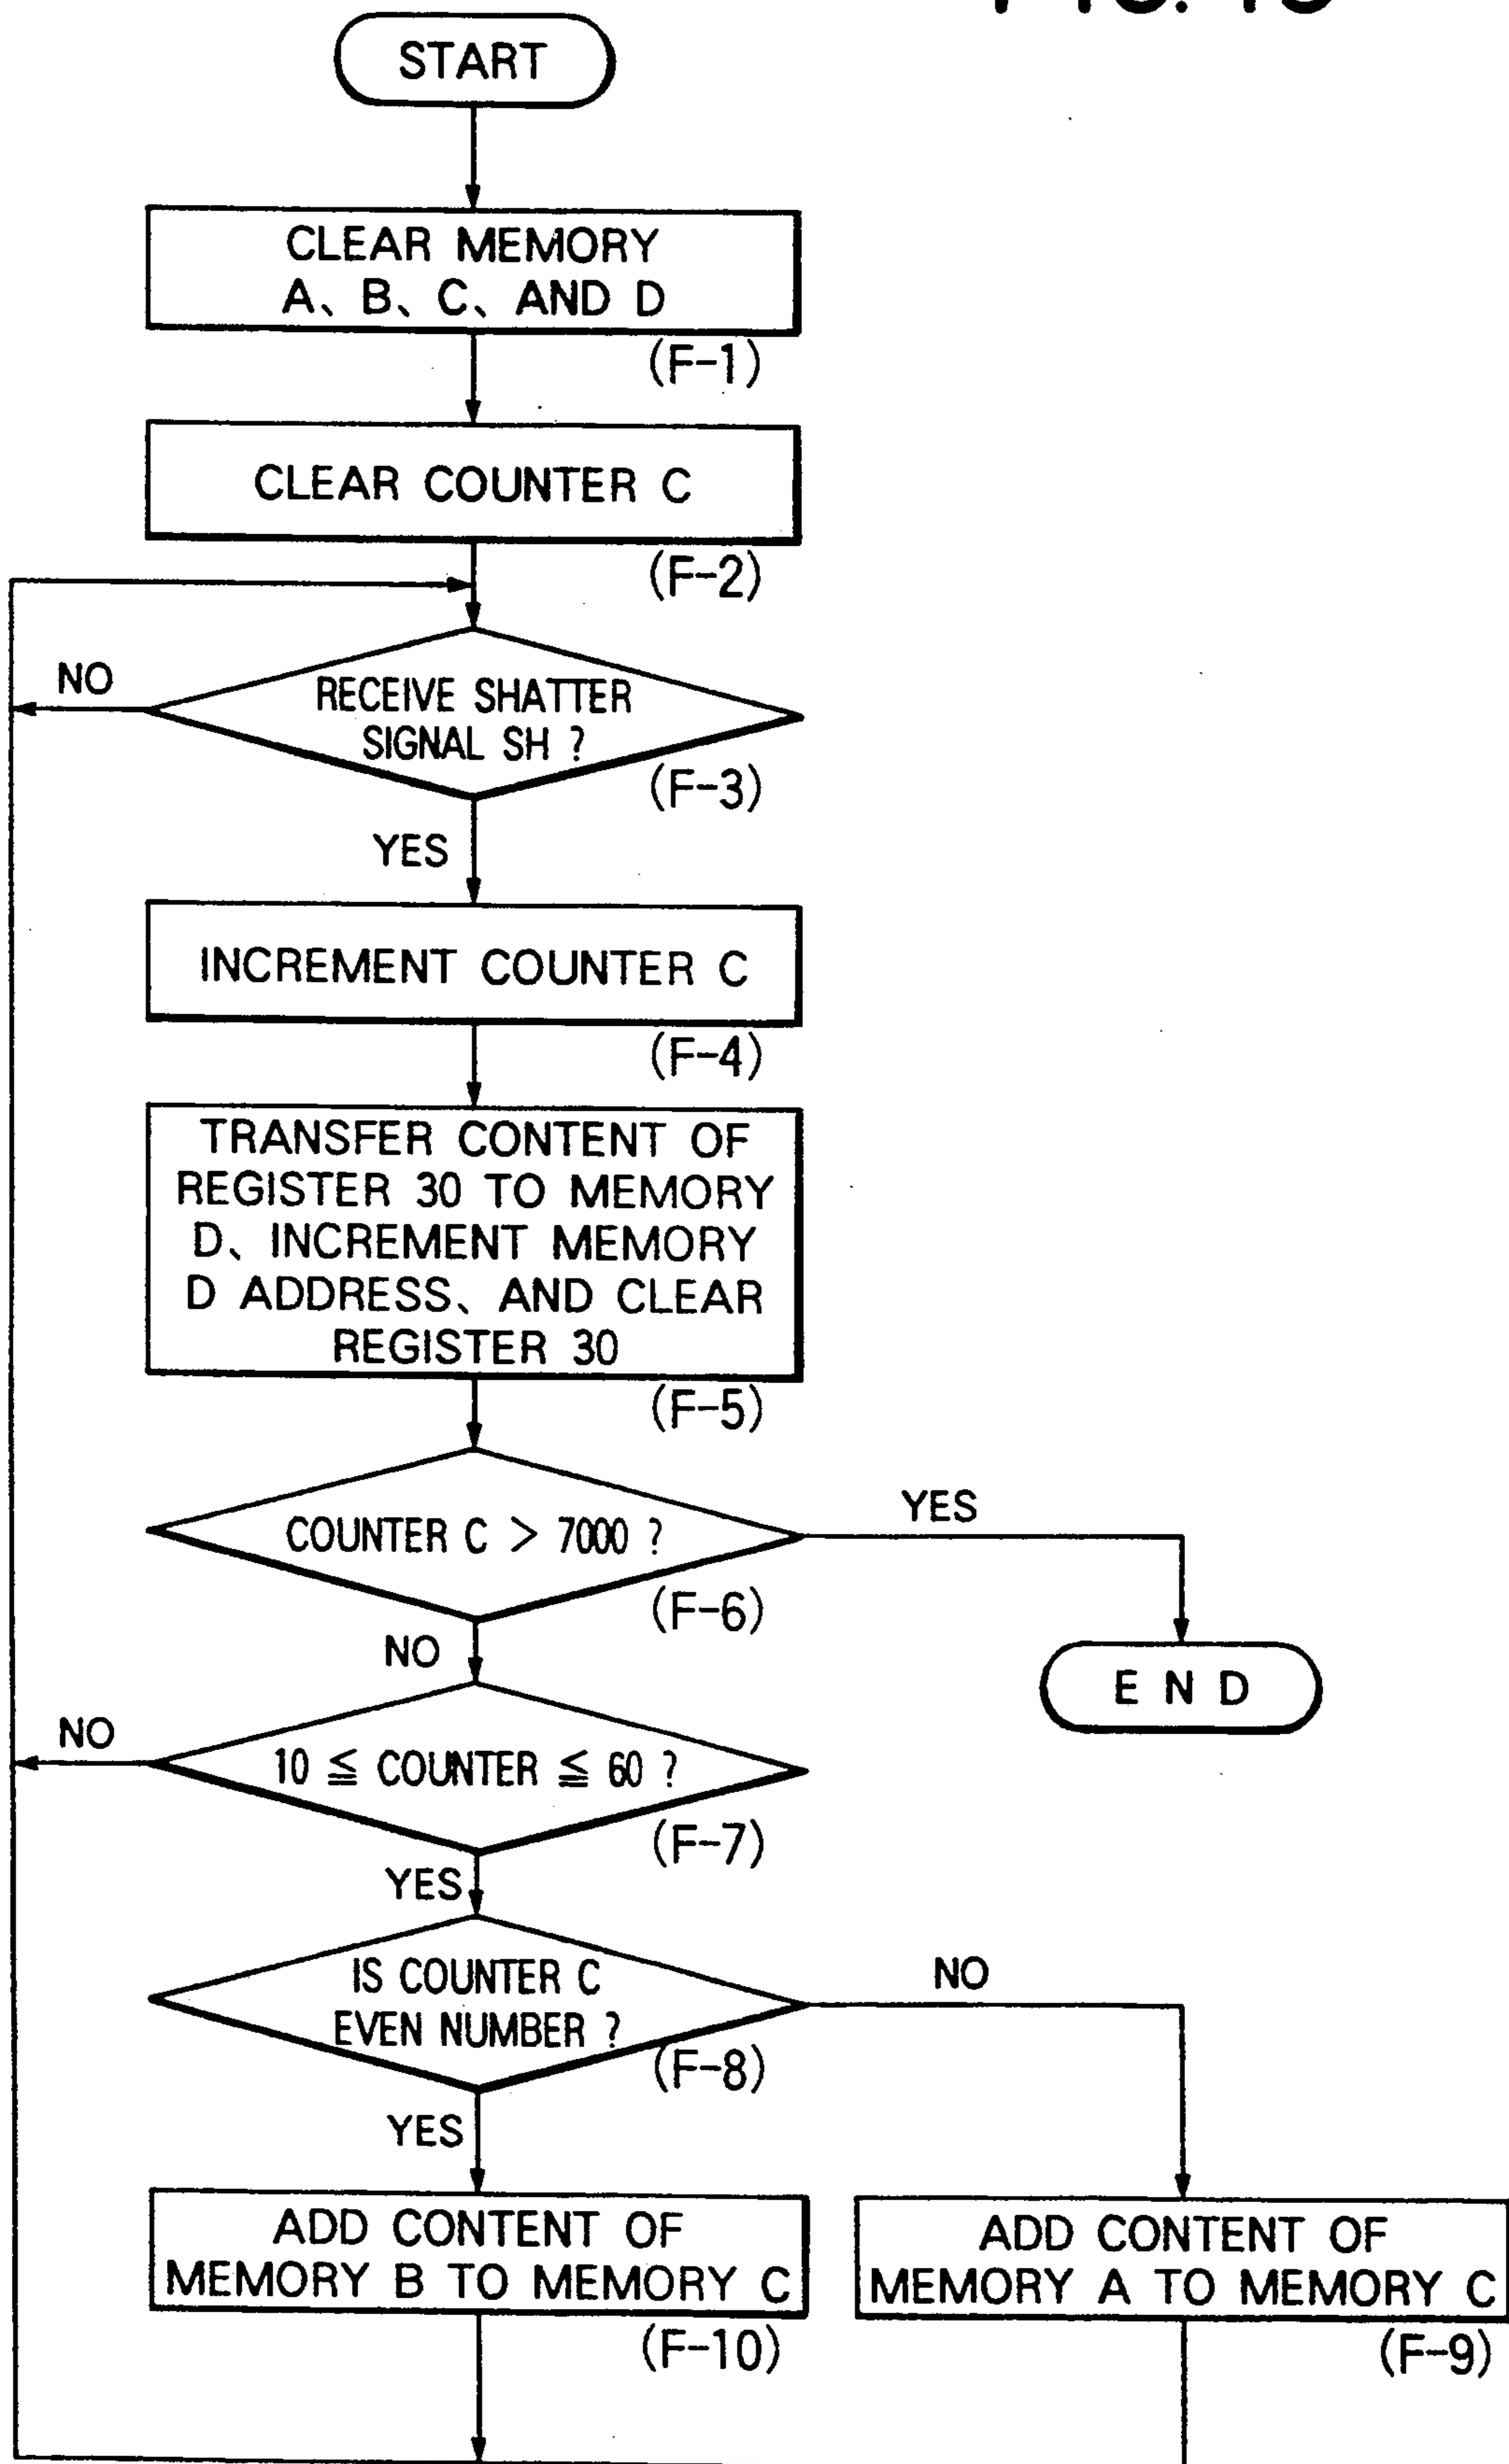 START
CLEAR MEMORY
A、B、C、AND D
(F-1)
CLEAR COUNTER C
(F-2)
NO
RECEIVE SHATTER
SIGNAL SH ?
(F-3)
YES
INCREMENT COUNTER C
(F-4)
TRANSFER CONTENT OF
REGISTER 30 TO MEMORY
D、INCREMENT MEMORY
D ADDRESS、AND CLEAR
REGISTER 30
(F-5)
COUNTER C > 7000 ?
YES
(F-6)
NO
E N D
NO
10 ≦ COUNTER ≦ 60 ?
(F-7)
YES
IS COUNTER C
EVEN NUMBER ?
NO
(F-8)
YES
ADD CONTENT OF
MEMORY B TO MEMORY C
(F-10)
ADD CONTENT OF
MEMORY A TO MEMORY C
(F-9)